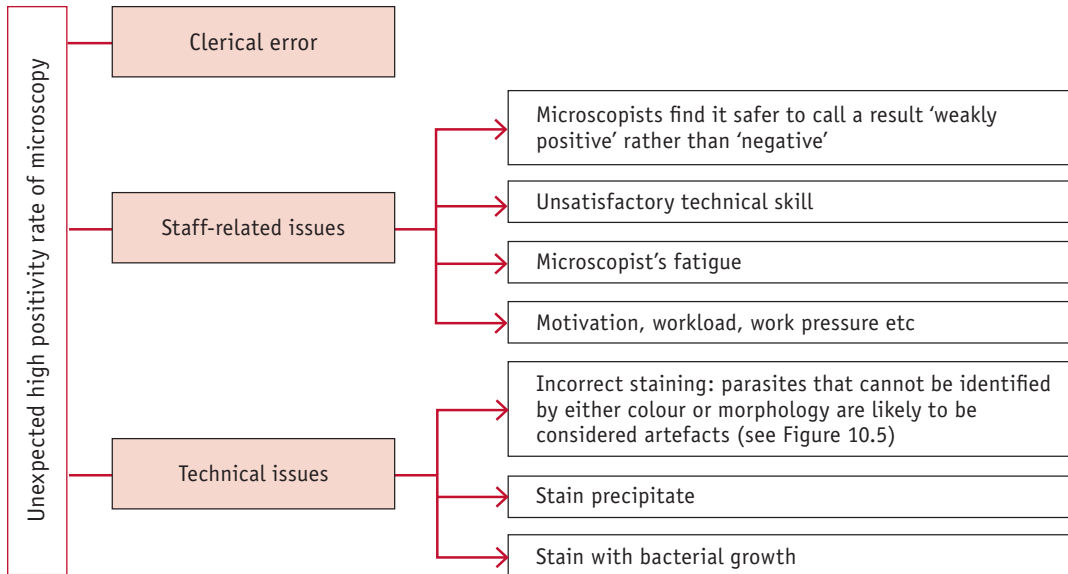 Unexpected high positivity rate of microscopy
Clerical error
Staff-related issues
Microscopists find it safer to call a result ‘weakly
positive’ rather than ‘negative’
Unsatisfactory technical skill
Microscopist’s fatigue
Motivation, workload, work pressure etc
Technical issues
Incorrect staining: parasites that cannot be identified
by either colour or morphology are likely to be
considered artefacts (see Figure 10.5)
Stain precipitate
Stain with bacterial growth